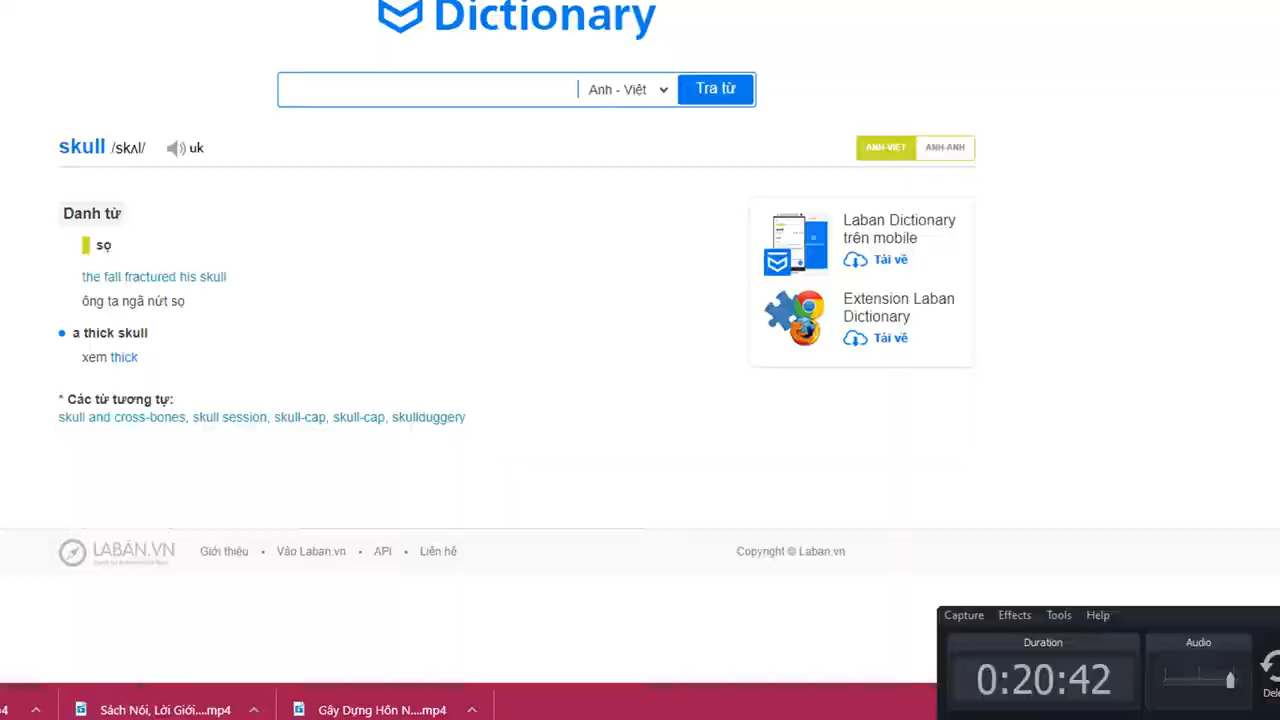 Dictionary
Anh - Việt
Tra từ
skull /skʌl/ uk
ANH-VIỆT ANH-ANH
Danh từ
sọ
the fall fractured his skull
ông ta ngã nứt sọ
a thick skull
xem thick
* Các từ tương tự:
skull and cross-bones, skull session, skull-cap, skull-cap, skullduggery
Laban Dictionary
trên mobile
Tải về
Extension Laban
Dictionary
Tải về
LABAN.VN Giới thiệu • Vào Laban.vn • API • Liên hệ Copyright © Laban.vn
Capture Effects Tools Help
Duration Audio
0:20:42
Dele
p4 Sách Nói, Lời Giới....mp4 Gây Dựng Hôn N....mp4